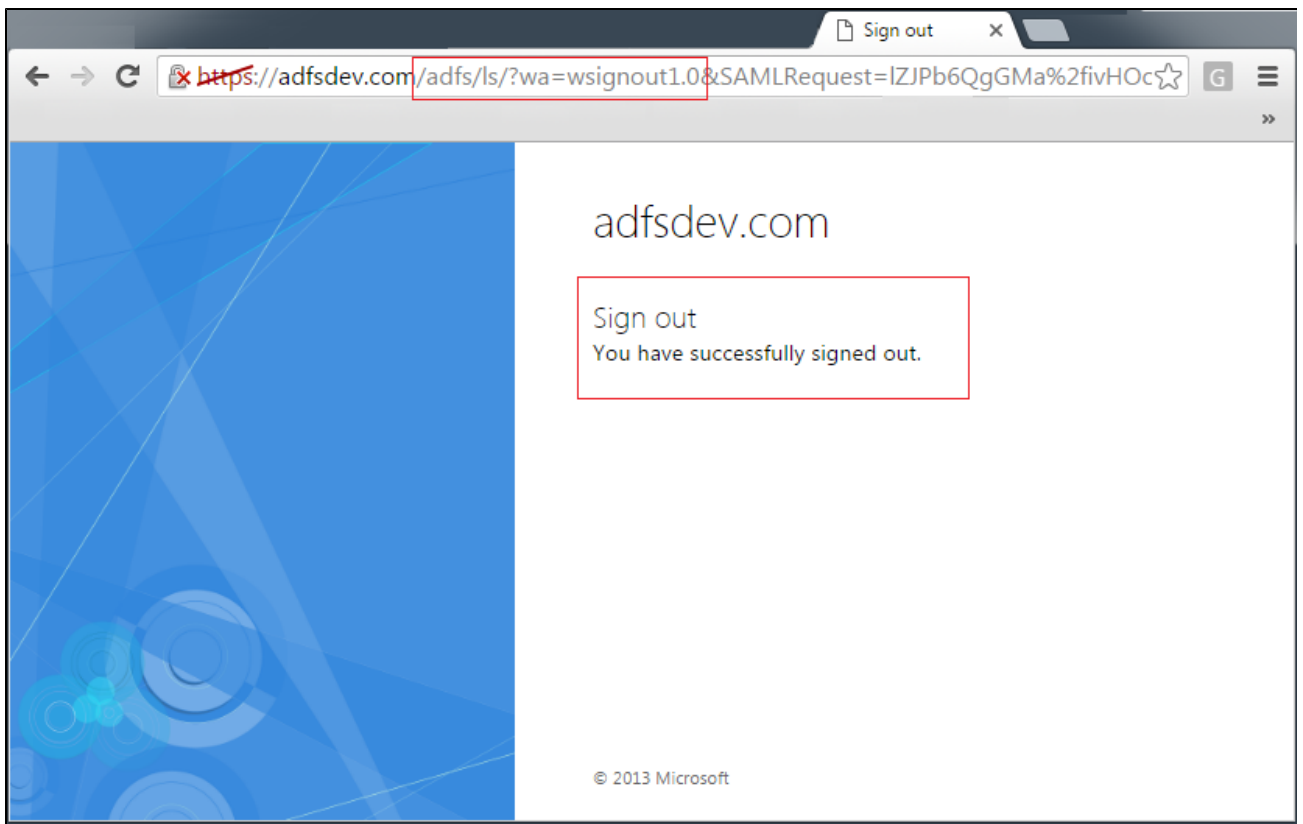 Sign out
https://adfsdev.com/adfs/ls/?wa=wsignout1.0&SAMLRequest=lZJPb6QgGMa%2fivHOc
G
»
adfsdev.com
Sign out
You have successfully signed out.
© 2013 Microsoft